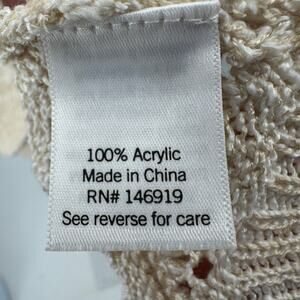 100% Acrylic
Made in China
RN# 146919
See reverse for care